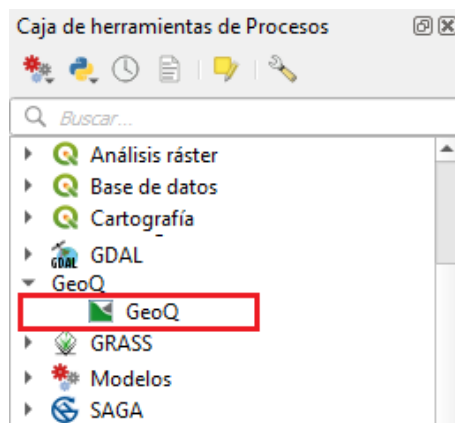 Caja de herramientas de Procesos
Buscar...
Análisis ráster
Base de datos
Cartografía
GDAL
GeoQ
GeoQ
GRASS
Modelos
SAGA